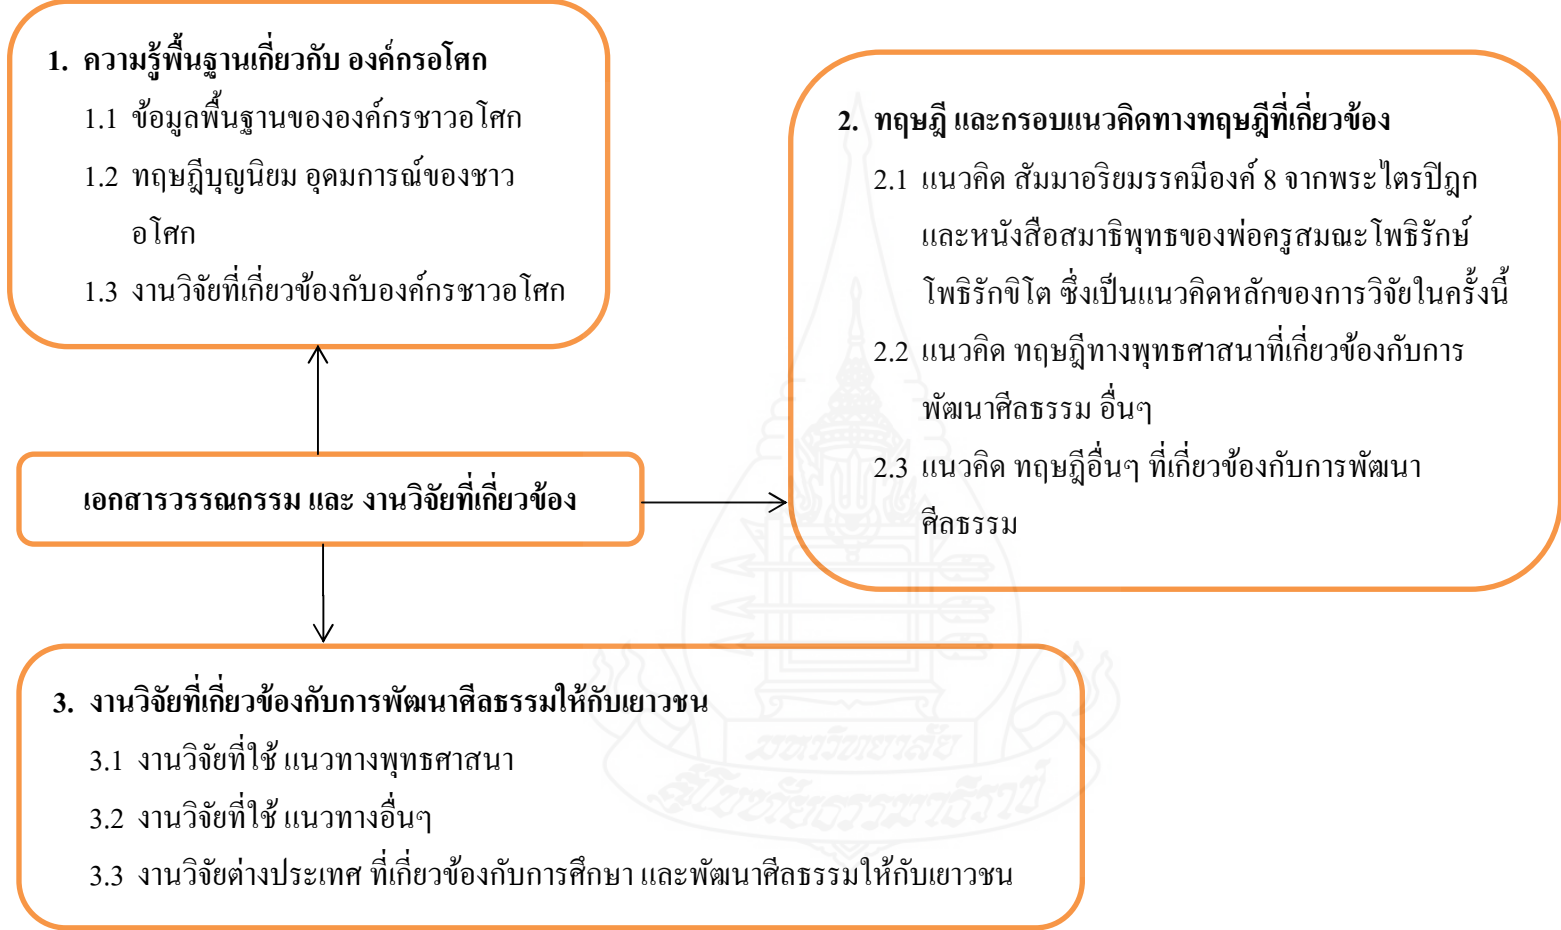 1. ความรู้พื้นฐานเกี่ยวกับ องค์กรอโศก
1.1 ข้อมูลพื้นฐานขององค์กรชาวอโศก
1.2 ทฤษฎีบุญนิยม อุดมการณ์ของชาว
อโศก
1.3 งานวิจัยที่เกี่ยวข้องกับองค์กรชาวอโศก
เอกสารวรรณกรรม และ งานวิจัยที่เกี่ยวข้อง
2. ทฤษฎี และกรอบแนวคิดทางทฤษฎีที่เกี่ยวข้อง
2.1 แนวคิด สัมมาอริยมรรคมีองค์ 8 จากพระไตรปิฎก
และหนังสือสมาธิพุทธของพ่อครูสมณะโพธิรักษ์
โพธิรักขิโต ซึ่งเป็นแนวคิดหลักของการวิจัยในครั้งนี้
2.2 แนวคิด ทฤษฎีทางพุทธศาสนาที่เกี่ยวข้องกับการ
พัฒนาศีลธรรม อื่นๆ
2.3 แนวคิด ทฤษฎีอื่นๆ ที่เกี่ยวข้องกับการพัฒนา
ศีลธรรม
3. งานวิจัยที่เกี่ยวข้องกับการพัฒนาศีลธรรมให้กับเยาวชน
3.1 งานวิจัยที่ใช้ แนวทางพุทธศาสนา
3.2 งานวิจัยที่ใช้ แนวทางอื่นๆ
3.3 งานวิจัยต่างประเทศ ที่เกี่ยวข้องกับการศึกษา และพัฒนาศีลธรรมให้กับเยาวชน
มหาวิทยาลัย
สุโขทัยธรรมาธิราช